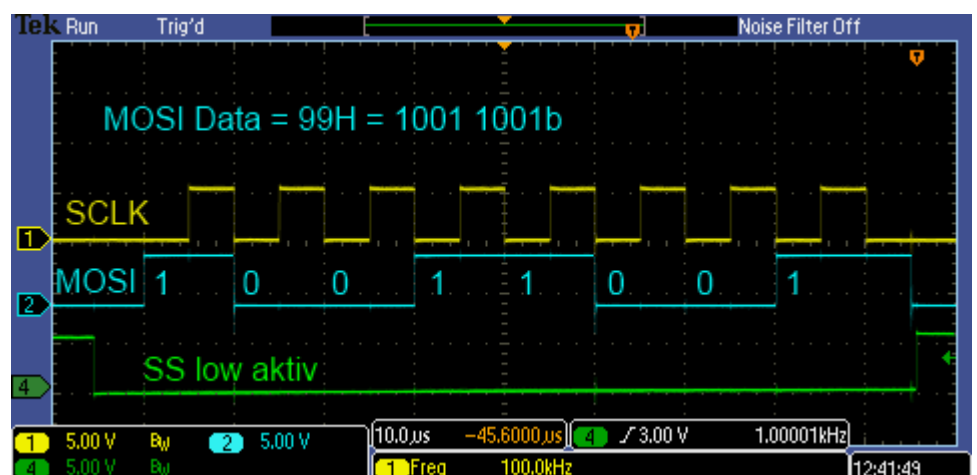 Tek Run Trig'd Noise Filter Off
MOSI Data = 99H = 1001 1001b
SCLK
1
MOSI 1 0 0 1 1 0 0 1
2
SS low aktiv
4
1 5.00 V BW 2 5.00 V 10.0µs -45.6000µs 4 / 3.00 V 1.00001kHz
4 5.00 V BW 1 Freq 100.0kHz 12:41:49